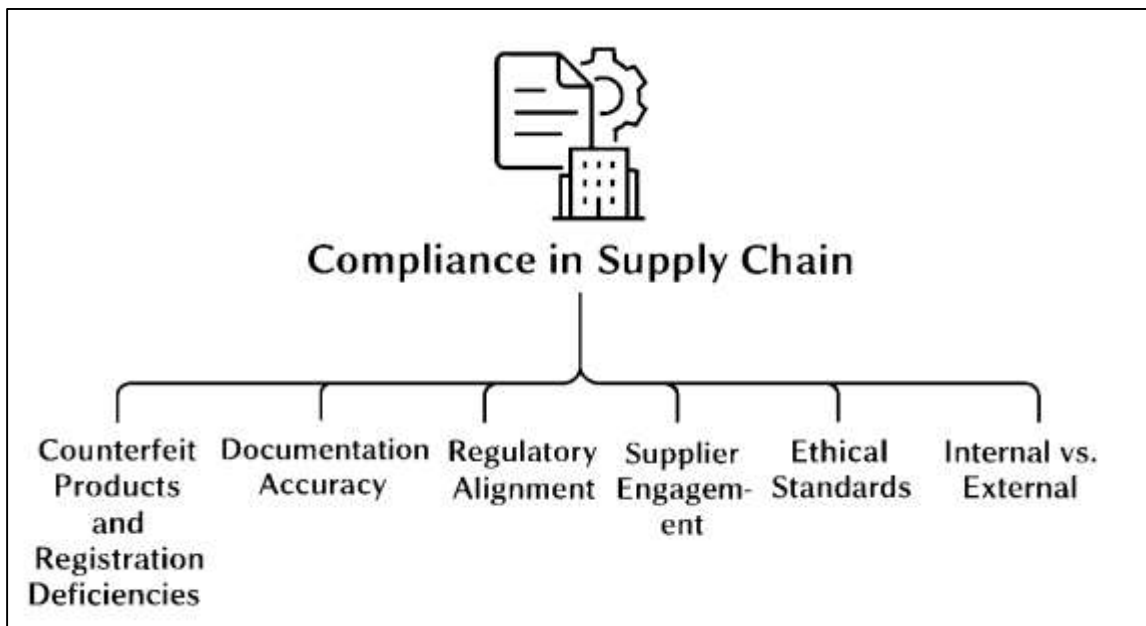 Compliance in Supply Chain
Counterfeit
Products
and
Registration
Deficiencies
Documentation
Accuracy
Regulatory
Alignment
Supplier
Engagem-
ent
Ethical
Standards
Internal vs.
External